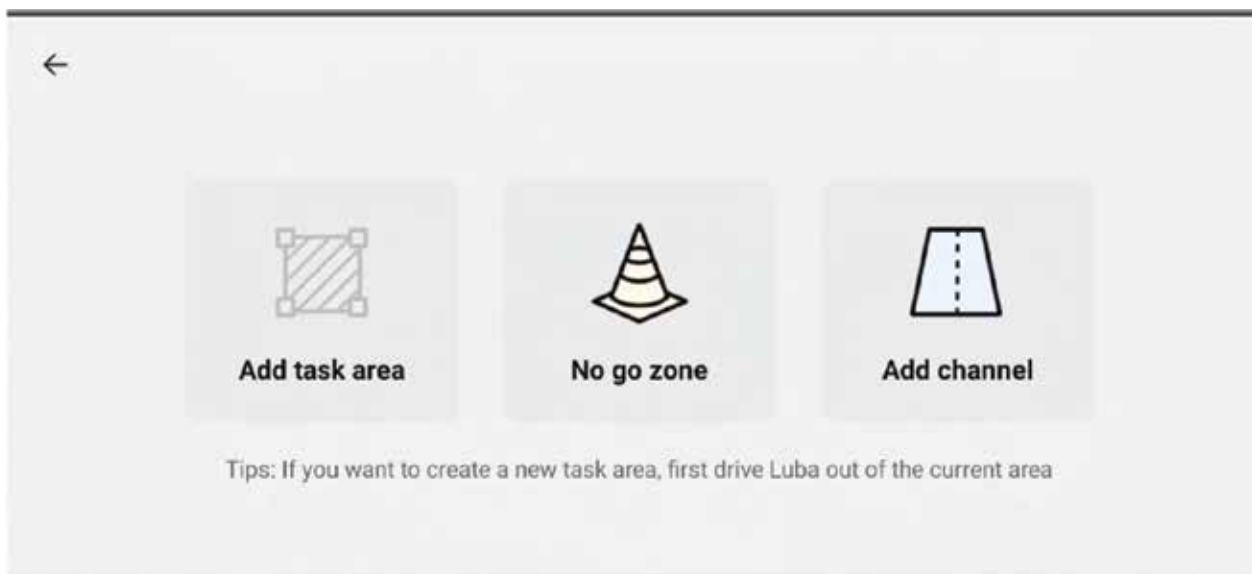 Add task area
No go zone
Add channel
Tips: If you want to create a new task area, first drive Luba out of the current area